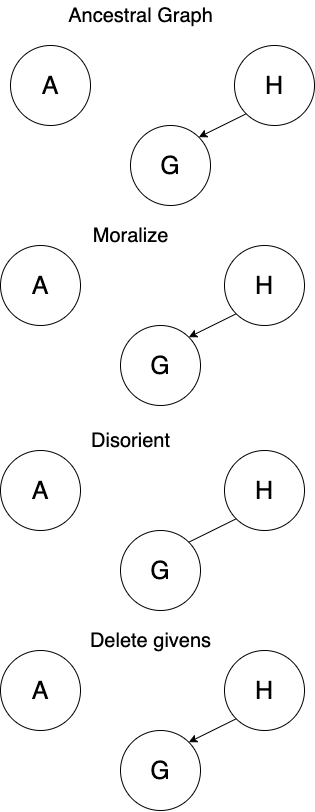 Ancestral Graph
A
H
G
Moralize
A
H
G
Disorient
A
H
G
Delete givens
A
H
G